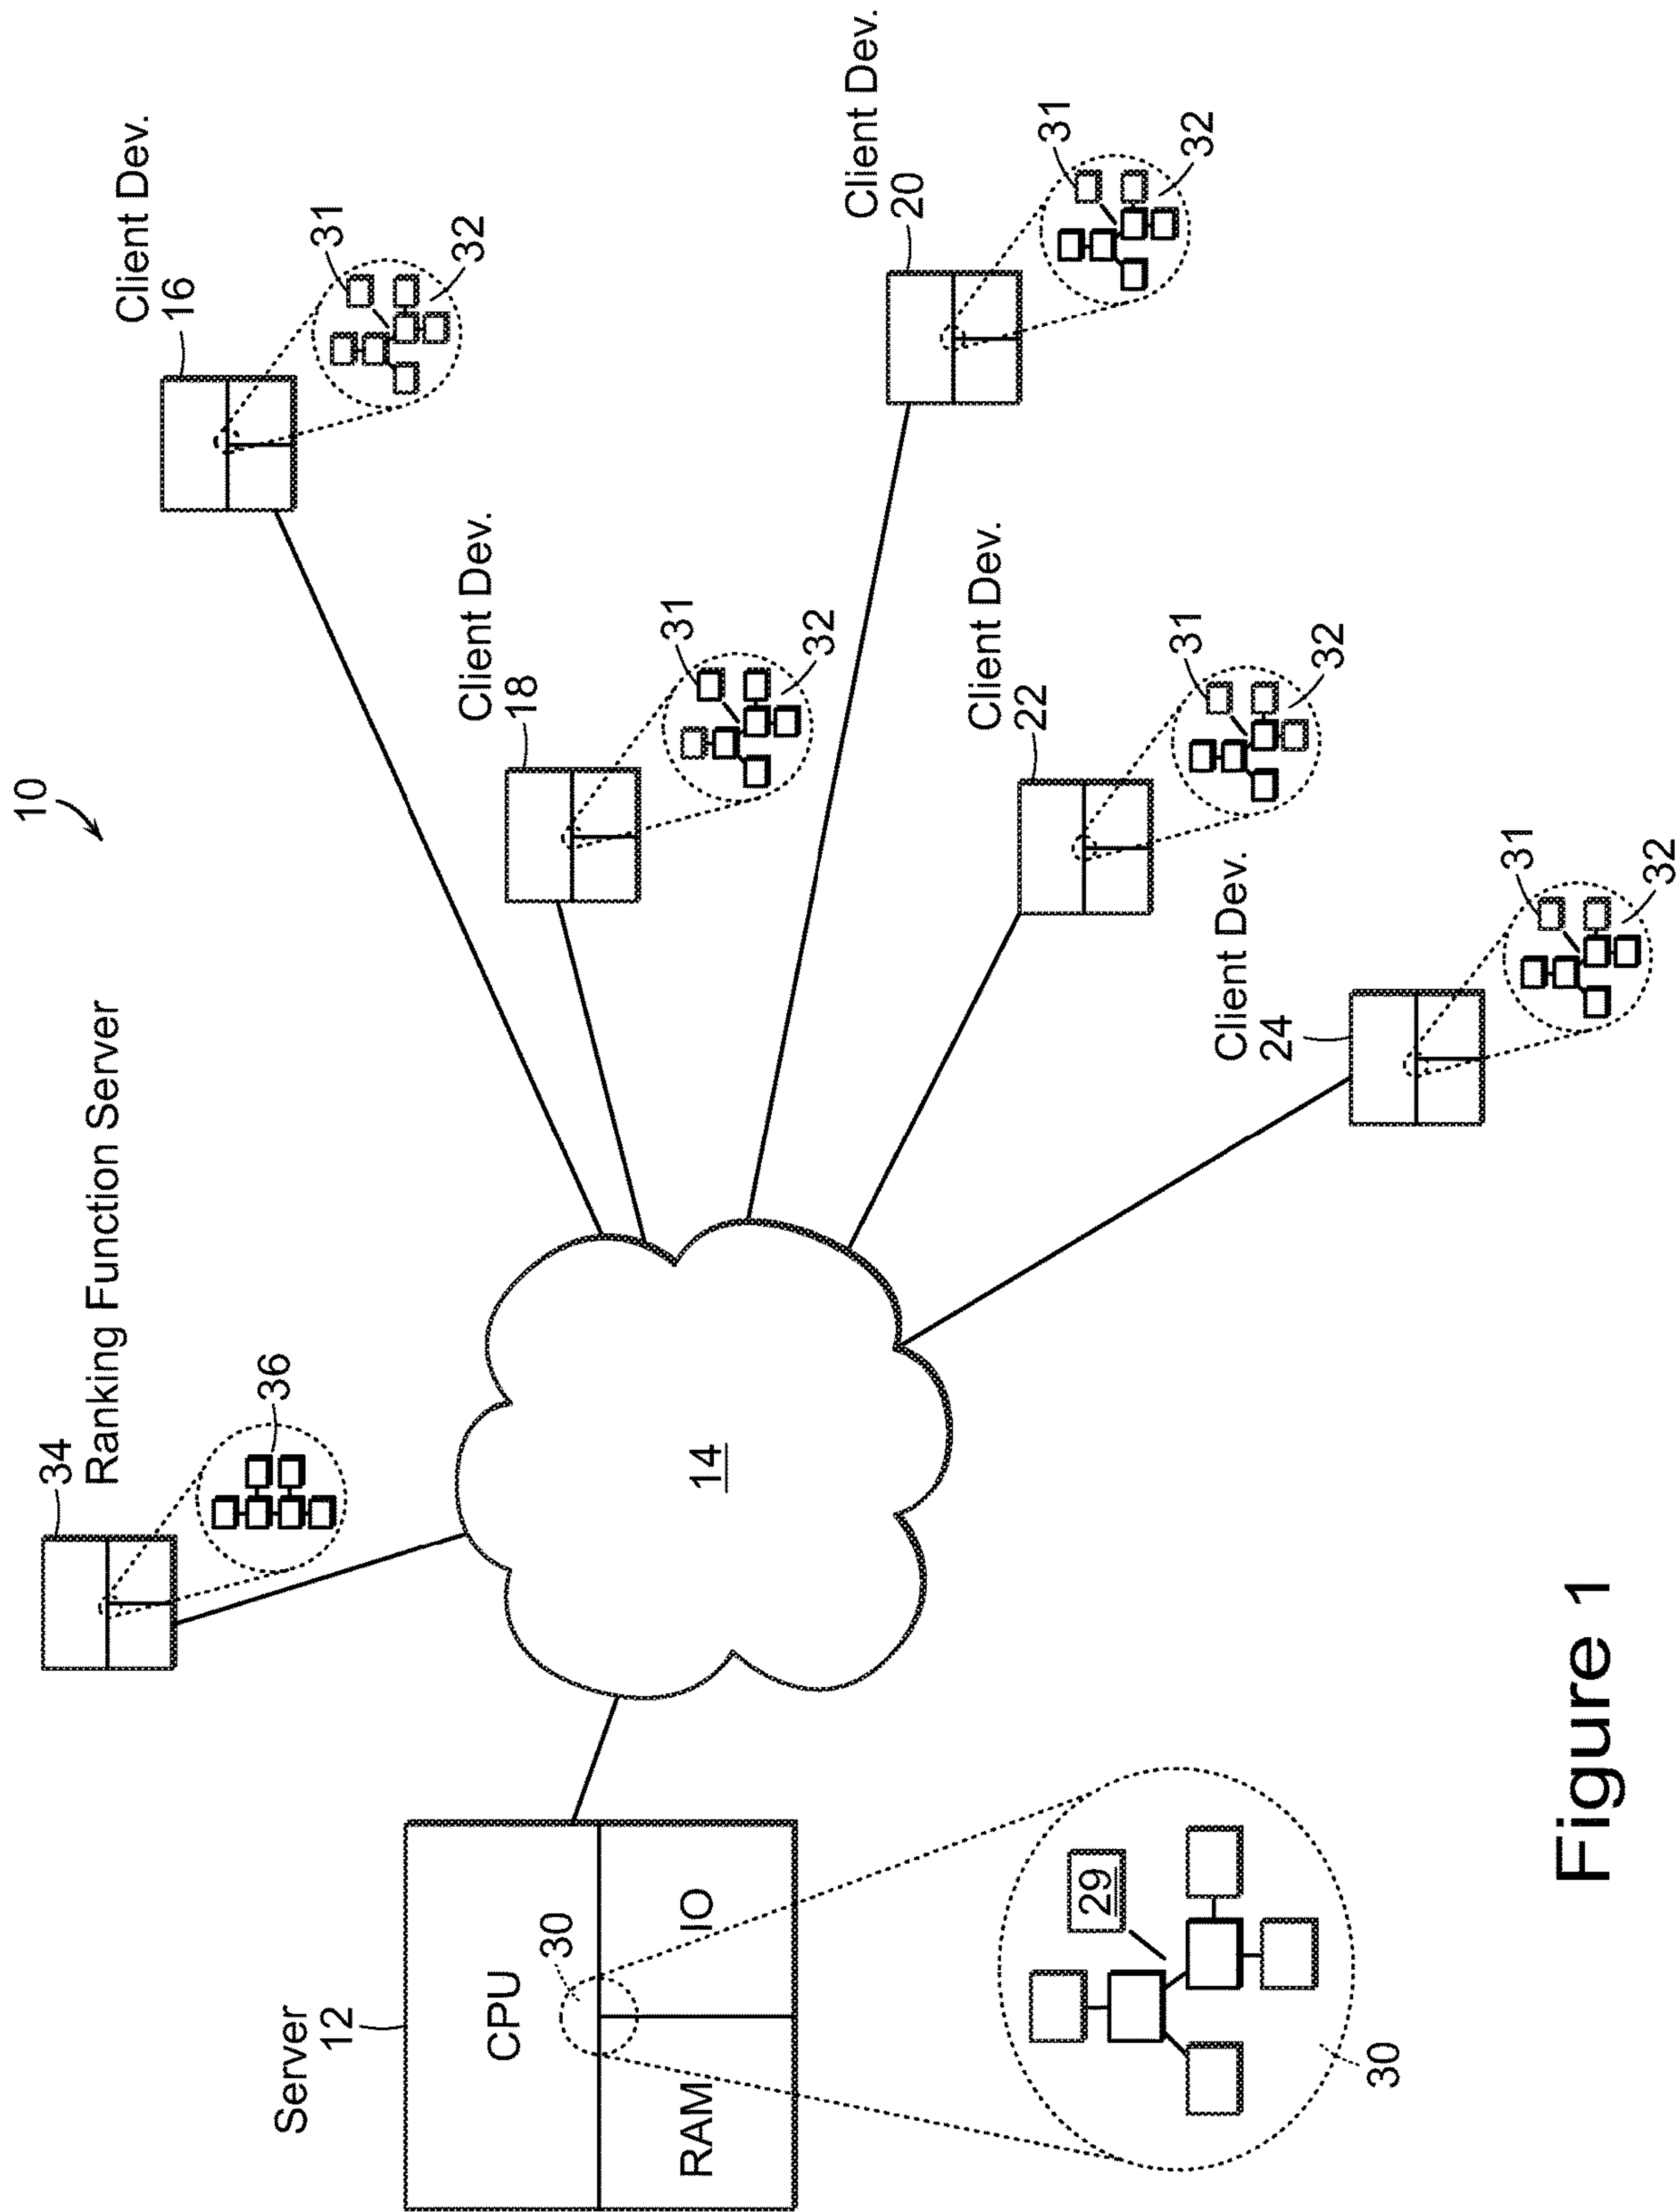 10
34
Ranking Function Server
36
Server
12
CPU
30
RAM
IO
29
30
14
Client Dev.
16
31
32
Client Dev.
18
31
32
Client Dev.
20
31
32
Client Dev.
22
31
32
Client Dev.
24
31
32
Figure 1